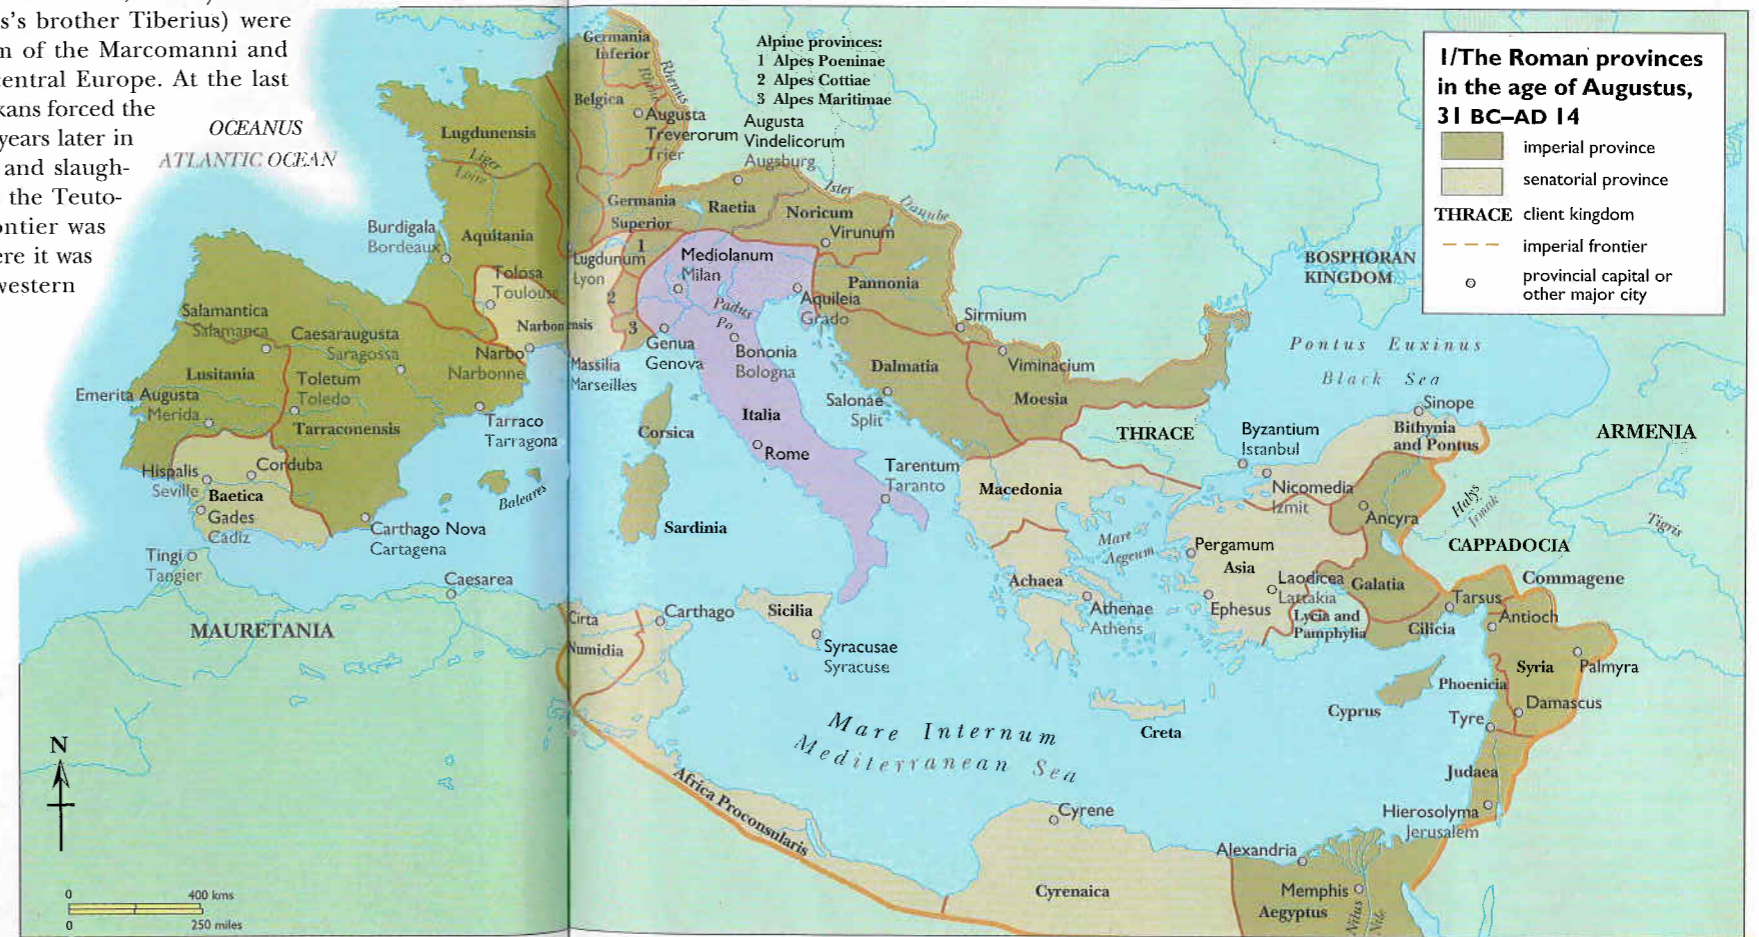 s's brother Tiberius) were
m of the Marcomanni and
central Europe. At the last
kans forced the
years later in
and slaugh-
the Teuto-
ontier was
ere it was
western
OCEANUS
ATLANTIC OCEAN
Germania
Inferior
Rhenus
Belgica
Augusta
Treverorum
Trier
Alpine provinces:
1 Alpes Poeninae
2 Alpes Cottiae
3 Alpes Maritimae
Augusta
Vindelicorum
Augsburg
1/The Roman provinces
in the age of Augustus,
31 BC–AD 14
imperial province
senatorial province
THRACE client kingdom
imperial frontier
provincial capital or
other major city
Lugdunensis
Liger
Loire
Germania
Superior
Raetia
Noricum
Virunum
Ister
Danube
Burdigala
Bordeaux
Aquitania
Lugdunum
Lyon
1
2
3
Mediolanum
Milan
Pannonia
BOSPHORAN
KINGDOM
Tolosa
Toulouse
Narbonensis
Padus
Po
Aquileia
Grado
Sirmium
Salamantica
Salamanca
Caesaraugusta
Saragossa
Narbo
Narbonne
Massilia
Marseilles
Genua
Genova
Bononia
Bologna
Dalmatia
Viminacium
Pontus Euxinus
Black Sea
Lusitania
Toletum
Toledo
Emerita Augusta
Merida
Tarraconensis
Tarraco
Tarragona
Corsica
Italia
Rome
Salonae
Split
Moesia
THRACE
Byzantium
Istanbul
Sinope
Bithynia
and Pontus
ARMENIA
Hispalis
Seville
Corduba
Baetica
Gades
Cadiz
Baleares
Carthago Nova
Cartagena
Sardinia
Tarentum
Taranto
Macedonia
Nicomedia
Izmit
Ancyra
Halys
Irmak
Tigris
Tingi
Tangier
Caesarea
MAURETANIA
Cirta
Numidia
Carthago
Sicilia
Syracusae
Syracuse
Achaea
Mare
Aegeum
Athenae
Athens
Pergamum
Asia
Ephesus
Laodicea
Lattakia
Lycia and
Pamphylia
Galatia
CAPPADOCIA
Commagene
Tarsus
Cilicia
Antioch
Syria
Palmyra
Phoenicia
Cyprus
Damascus
Tyre
Creta
Mare Internum
Mediterranean Sea
Judaea
Hierosolyma
Jerusalem
N
Africa Proconsularis
Cyrene
Cyrenaica
Alexandria
Memphis
Aegyptus
Nilus
Nile
0 400 kms
0 250 miles